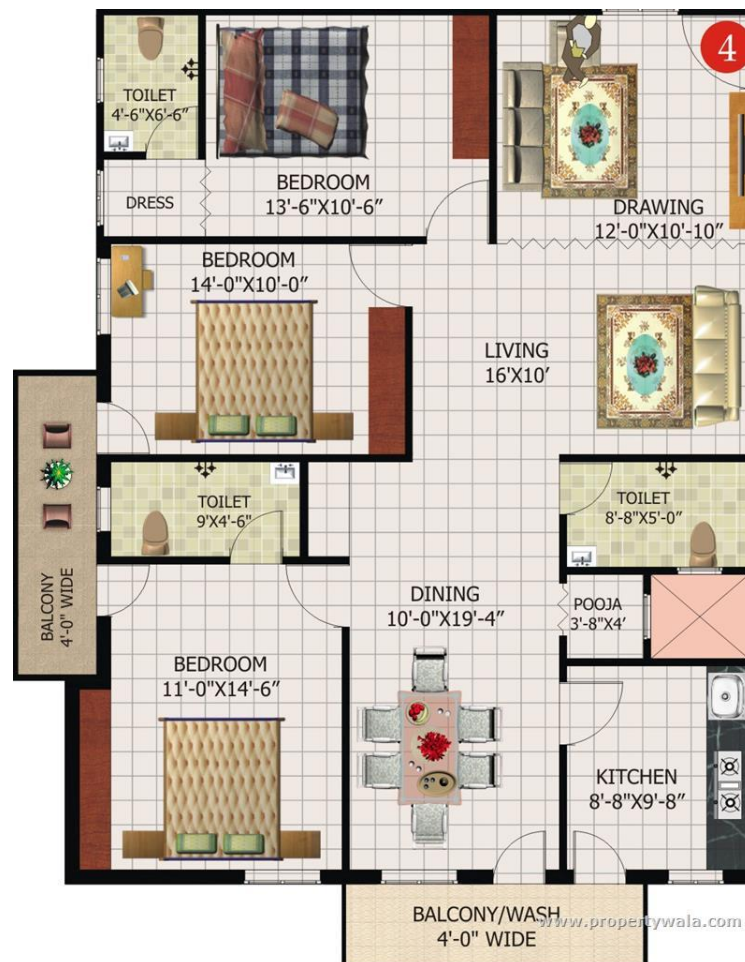 4
TOILET
4'-6"X6'-6"
BEDROOM
13'-6"X10'-6"
DRESS
DRAWING
12'-0"X10'-10"
BEDROOM
14'-0"X10'-0"
LIVING
16'X10'
TOILET
9'X4'-6"
TOILET
8'-8"X5'-0"
BALCONY
4'-0" WIDE
DINING
10'-0"X19'-4"
POOJA
3'-8"X4'
BEDROOM
11'-0"X14'-6"
KITCHEN
8'-8"X9'-8"
BALCONY/WASH
4'-0" WIDE
www.propertywala.com